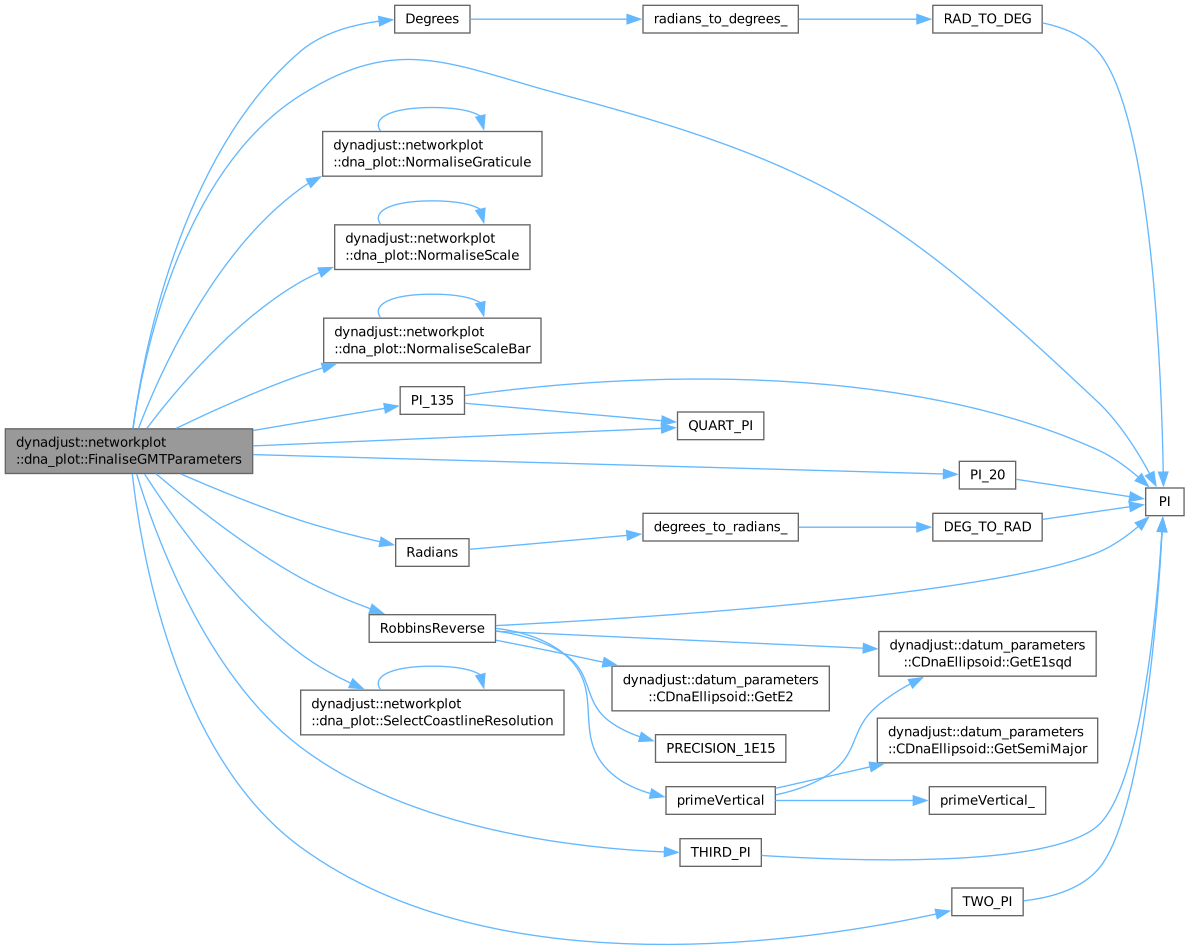 Degrees
radians_to_degrees_
RAD_TO_DEG
dynadjust::networkplot
::dna_plot::NormaliseGraticule
dynadjust::networkplot
::dna_plot::NormaliseScale
dynadjust::networkplot
::dna_plot::NormaliseScaleBar
PI_135
QUART_PI
dynadjust::networkplot
::dna_plot::FinaliseGMTParameters
PI_20
PI
degrees_to_radians_
DEG_TO_RAD
Radians
RobbinsReverse
dynadjust::datum_parameters
::CDnaEllipsoid::GetE1sqd
dynadjust::datum_parameters
::CDnaEllipsoid::GetE2
dynadjust::networkplot
::dna_plot::SelectCoastlineResolution
dynadjust::datum_parameters
::CDnaEllipsoid::GetSemiMajor
PRECISION_1E15
primeVertical
primeVertical_
THIRD_PI
TWO_PI